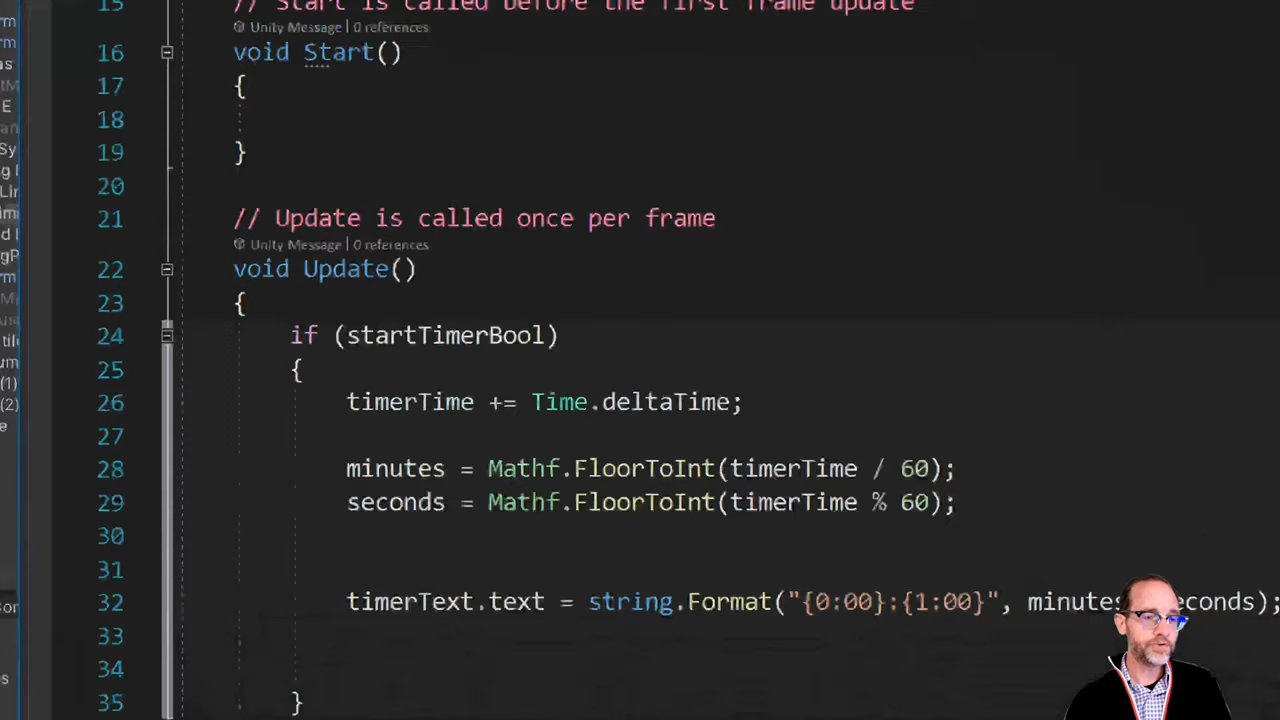 15 // Start is called before the first frame update
Unity Message | 0 references
16 void Start()
17 {
18
19 }
20
21 // Update is called once per frame
Unity Message | 0 references
22 void Update()
23 {
24 if (startTimerBool)
25 {
26 timerTime += Time.deltaTime;
27
28 minutes = Mathf.FloorToInt(timerTime / 60);
29 seconds = Mathf.FloorToInt(timerTime % 60);
30
31
32 timerText.text = string.Format("{0:00}:{1:00}", minutes econds);
33
34
35 }